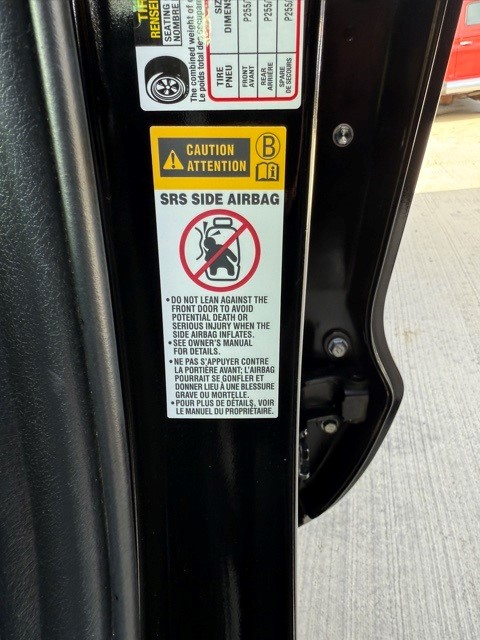 RENSEI
SEATING
NOMBRE
The combined weight of
Le poids total des occupants
TIRE
PNEU
SIZ
DIMENS
FRONT
AVANT
P255/
REAR
ARRIÈRE
P255/
SPARE
DE SECOURS
P255/
CAUTION
ATTENTION
B
SRS SIDE AIRBAG
• DO NOT LEAN AGAINST THE
FRONT DOOR TO AVOID
POTENTIAL DEATH OR
SERIOUS INJURY WHEN THE
SIDE AIRBAG INFLATES.
• SEE OWNER'S MANUAL
FOR DETAILS.
• NE PAS S'APPUYER CONTRE
LA PORTIÈRE AVANT; L'AIRBAG
POURRAIT SE GONFLER ET
DONNER LIEU À UNE BLESSURE
GRAVE OU MORTELLE.
• POUR PLUS DE DÉTAILS, VOIR
LE MANUEL DU PROPRIÉTAIRE.